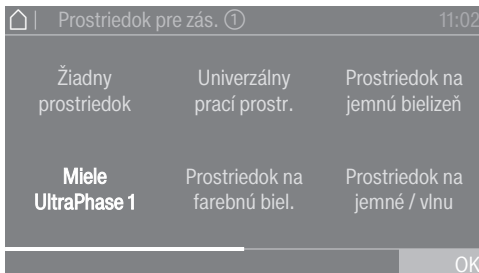 Prostriedok pre zás. ① 11:02
Žiadny prostriedok
Univerzálny prací prostr.
Prostriedok na jemnú bielizeň
Miele UltraPhase 1
Prostriedok na farebnú biel.
Prostriedok na jemné / vlnu
OK